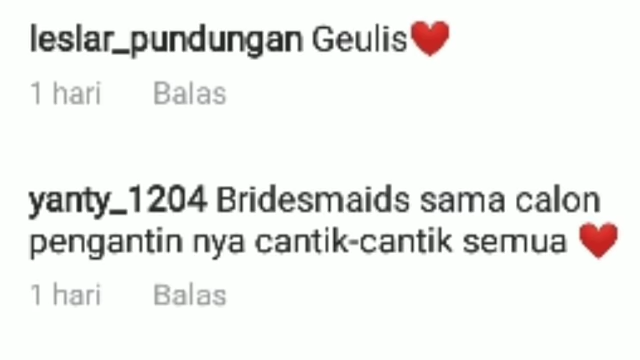 leslar_pundungan Geulis❤️
1 hari Balas
yanty_1204 Bridesmaids sama calon
pengantin nya cantik-cantik semua ❤️
1 hari Balas